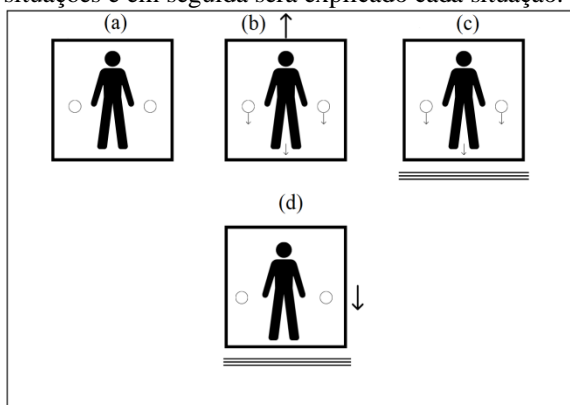 situações e em seguida será explicado cada situação.
(a) (b) (c)
(d)